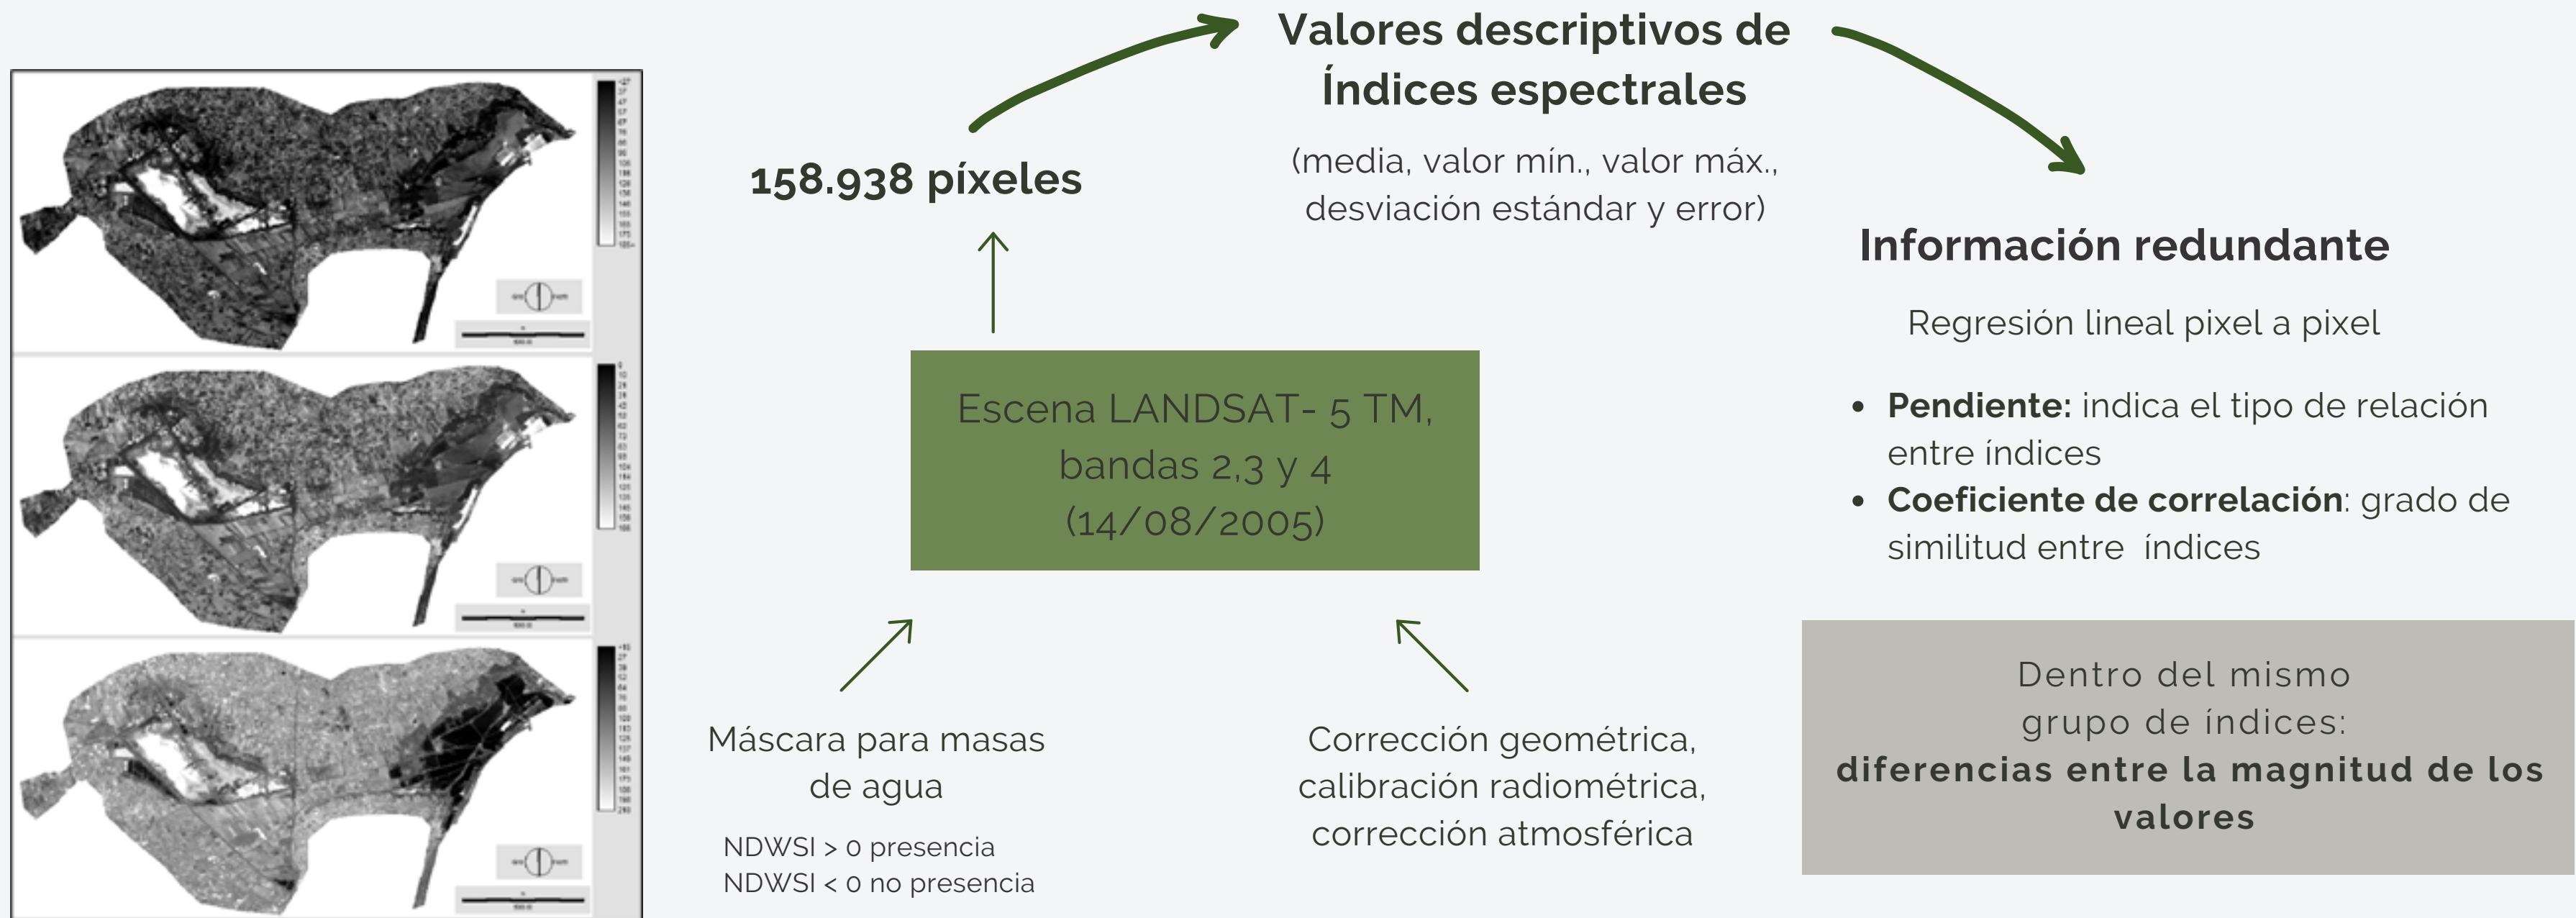 Valores descriptivos de
Índices espectrales
(media, valor mín., valor máx.,
desviación estándar y error)
158.938 píxeles
Escena LANDSAT- 5 TM,
bandas 2,3 y 4
(14/08/2005)
Máscara para masas
de agua
NDWSI > 0 presencia
NDWSI < 0 no presencia
Corrección geométrica,
calibración radiométrica,
corrección atmosférica
Información redundante
Regresión lineal pixel a pixel
• Pendiente: indica el tipo de relación
entre índices
• Coeficiente de correlación: grado de
similitud entre índices
Dentro del mismo
grupo de índices:
diferencias entre la magnitud de los
valores